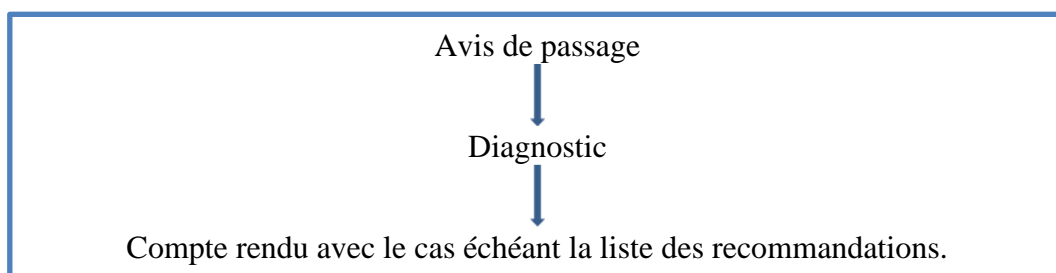 Avis de passage
Diagnostic
Compte rendu avec le cas échéant la liste des recommandations.